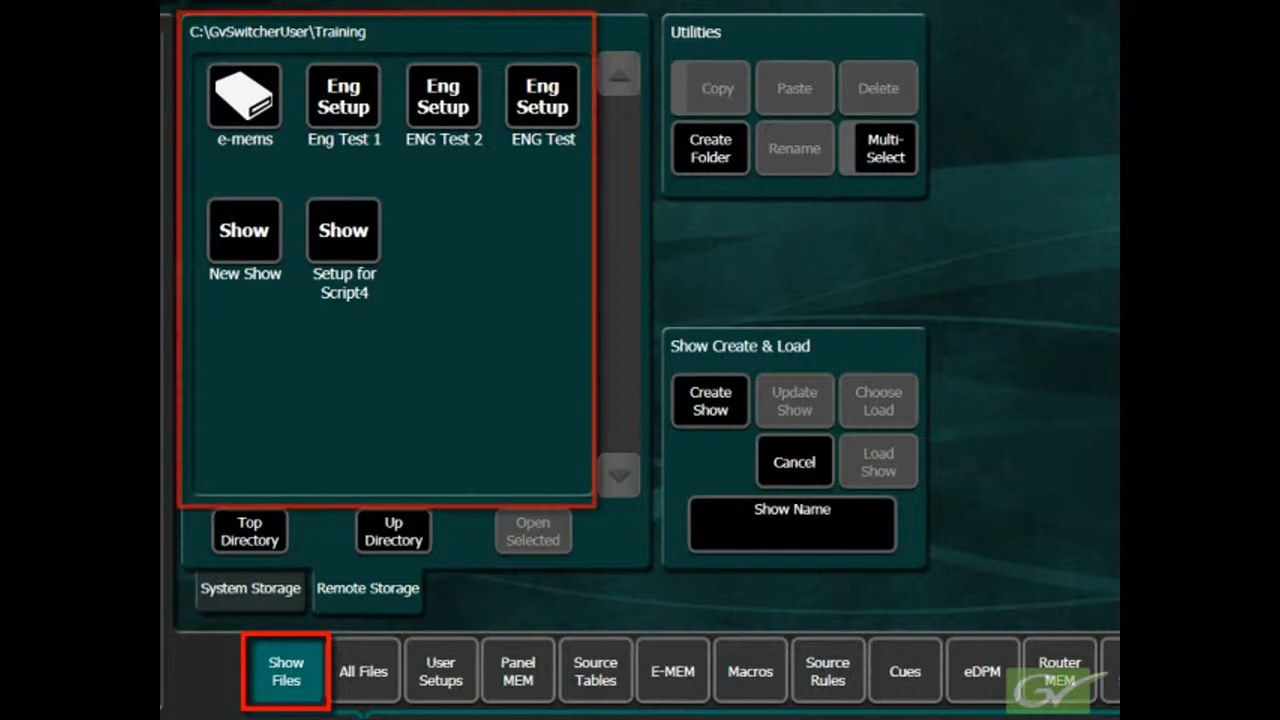 C:\GvSwitcherUser\Training
Eng
Setup
Eng
Setup
Eng
Setup
e-mems
Eng Test 1
ENG Test 2
ENG Test
Show
Show
New Show
Setup for
Script4
Top
Directory
Up
Directory
Open
Selected
System Storage
Remote Storage
Utilities
Copy
Paste
Delete
Create
Folder
Rename
Multi-
Select
Show Create & Load
Create
Show
Update
Show
Choose
Load
Cancel
Load
Show
Show Name
Show
Files
All Files
User
Setups
Panel
MEM
Source
Tables
E-MEM
Macros
Source
Rules
Cues
eDPM
Router
MEM
GV